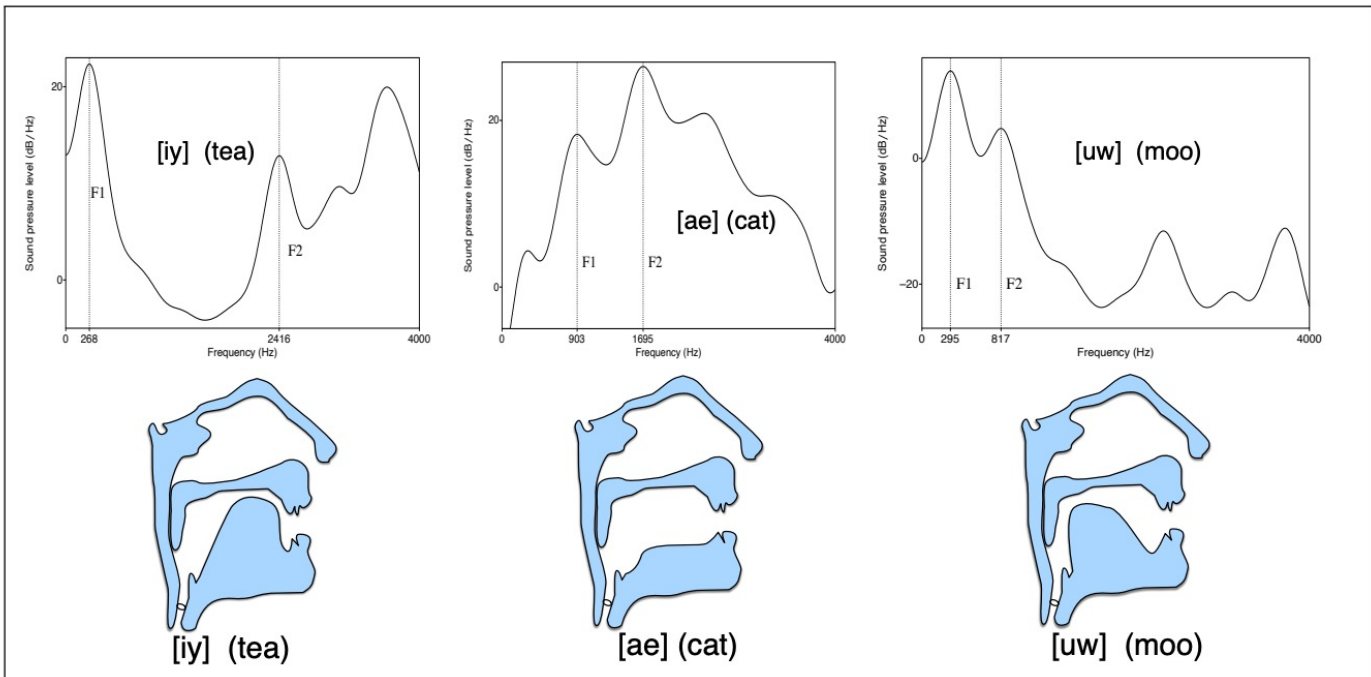 Sound pressure level (dB/ Hz)
20
0
[iy] (tea)
F1
F2
0 268 2416 4000
Frequency (Hz)
Sound pressure level (dB/ Hz)
20
0
[ae] (cat)
F1 F2
0 903 1695 4000
Frequency (Hz)
Sound pressure level (dB/ Hz)
0
−20
[uw] (moo)
F1 F2
0 295 817 4000
Frequency (Hz)
[iy] (tea)
[ae] (cat)
[uw] (moo)